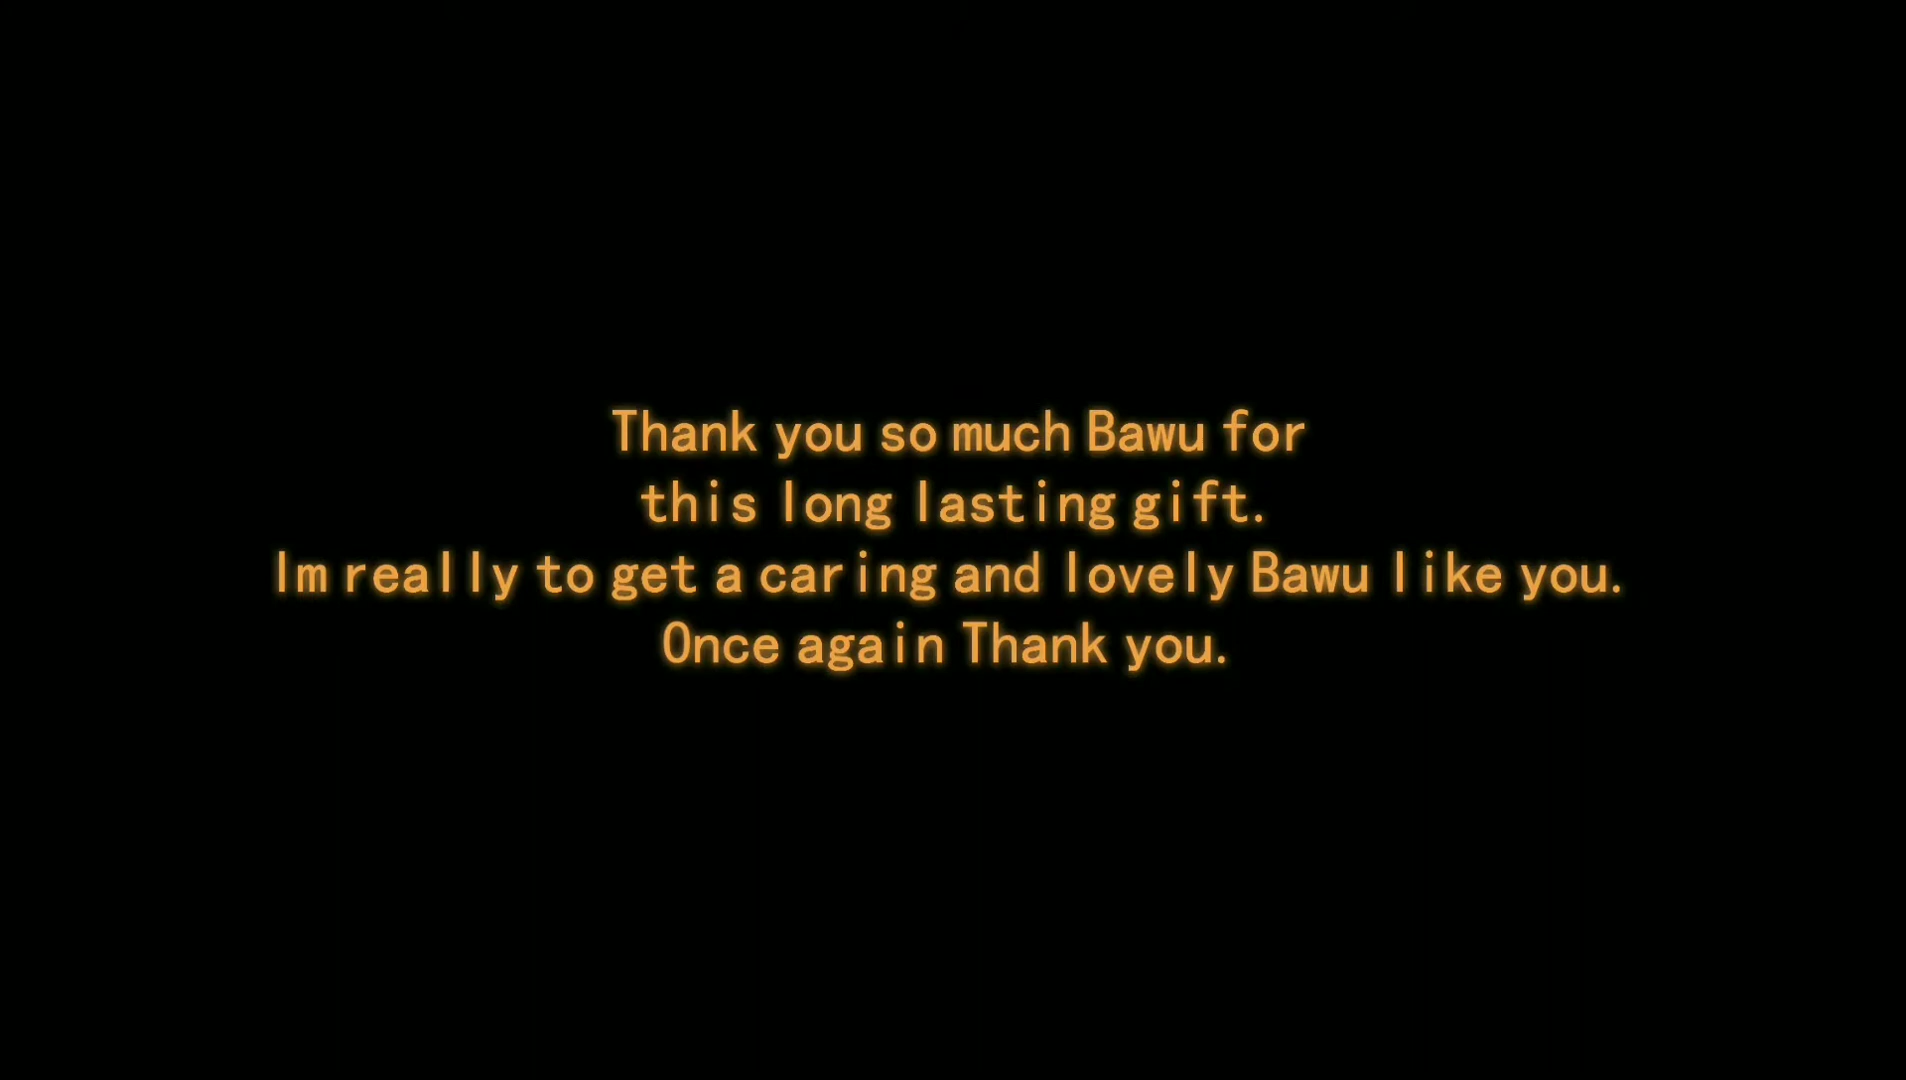 Thank you so much Bawu for
this long lasting gift.
Im really to get a caring and lovely Bawu like you.
Once again Thank you.